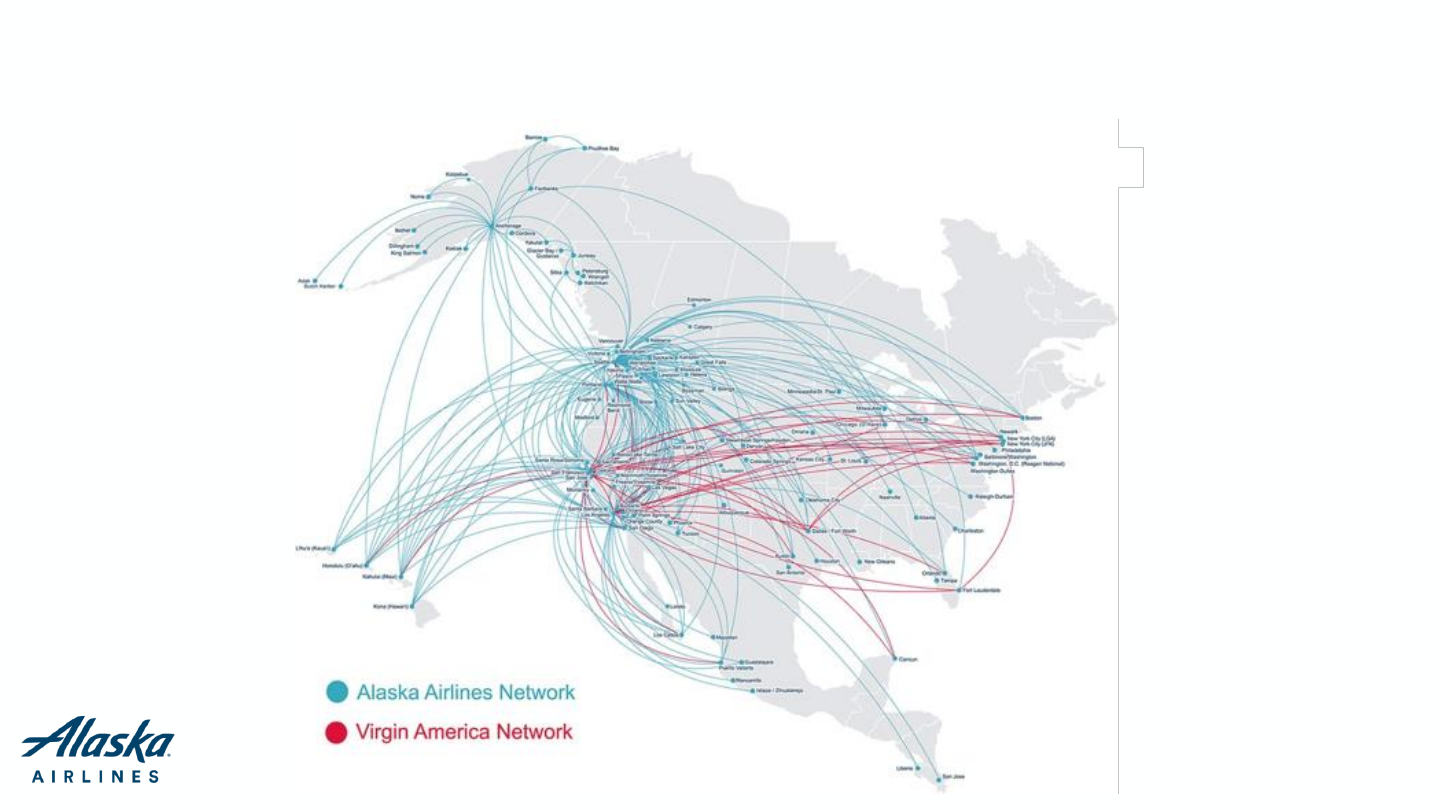 Barrow
Prudhoe Bay
Kotzebue
Fairbanks
Nome
Anchorage
Bethel
Cordova
Yakutat
Dillingham
King Salmon
Kodiak
Glacier Bay /
Gustavus
Juneau
Sitka
Petersburg
Wrangell
Ketchikan
Adak
Dutch Harbor
Edmonton
Calgary
Vancouver
Kelowna
Victoria
Bellingham
Kalispell
Great Falls
Missoula
Helena
Lewiston
Walla Walla
Bozeman
Billings
Portland
Eugene
Redmond
Bend
Boise
Sun Valley
Medford
Minneapolis/St. Paul
Milwaukee
Chicago (O'Hare)
Detroit
Boston
Newark
New York City (LGA)
New York City (JFK)
Philadelphia
Baltimore/Washington
Washington, D.C. (Reagan National)
Washington Dulles
Omaha
Salt Lake City
Steamboat Springs/Hayden
Denver
Colorado Springs
Kansas City
St. Louis
Gunnison
Santa Rosa/Sonoma
San Francisco
San Jose
Monterey
Las Vegas
Santa Barbara
Los Angeles
Palm Springs
Orange County
San Diego
Phoenix
Tucson
Albuquerque
Oklahoma City
Nashville
Raleigh-Durham
Atlanta
Charleston
Dallas / Fort Worth
Austin
San Antonio
Houston
New Orleans
Orlando
Tampa
Fort Lauderdale
Līhu'e (Kaua'i)
Honolulu (O'ahu)
Kahului (Maui)
Kona (Hawai'i)
Loreto
Los Cabos
Mazatlan
Guadalajara
Puerto Vallarta
Manzanillo
Ixtapa / Zihuatanejo
Cancun
Liberia
San Jose
Alaska Airlines Network
Virgin America Network
Alaska
AIRLINES